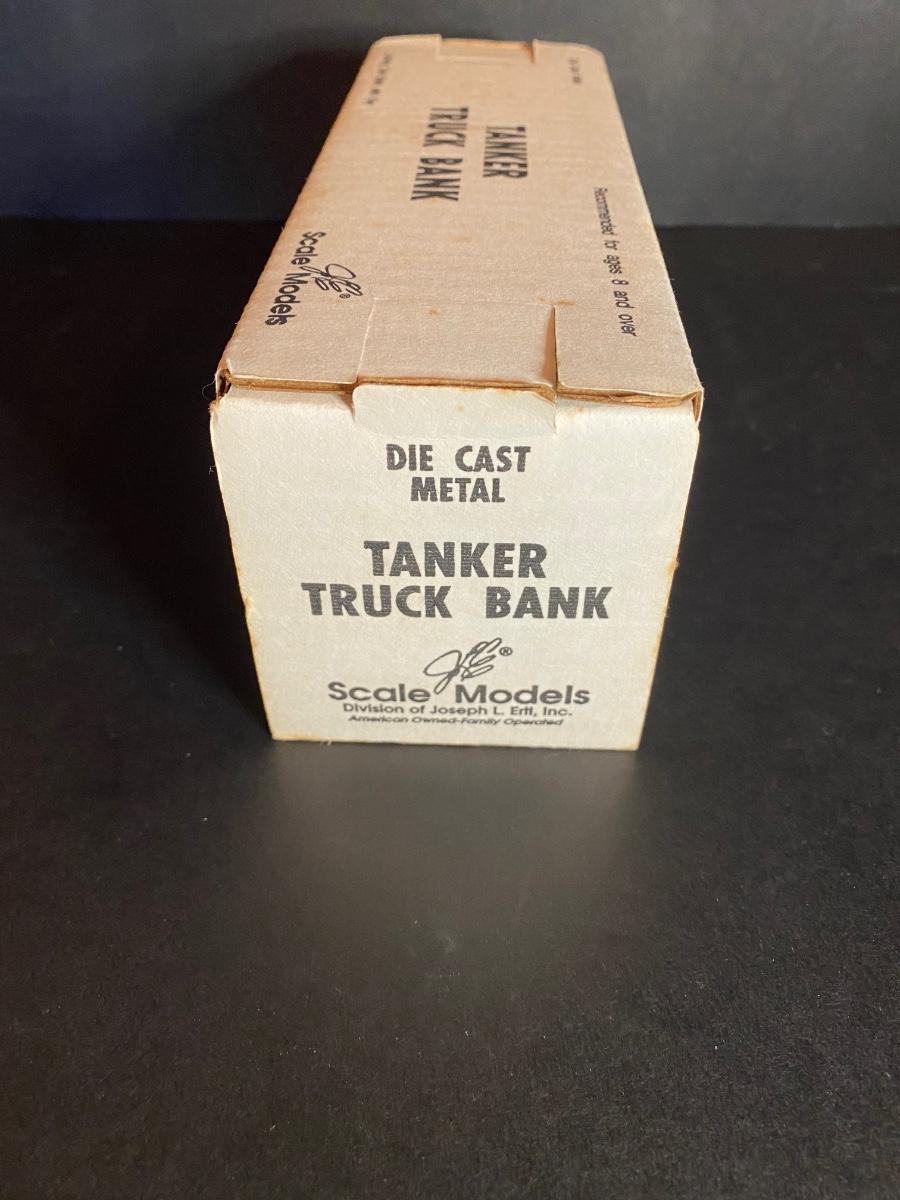 TANKER
TRUCK BANK
Recommended for ages 8 and over
Scale Models
®
DIE CAST
METAL
TANKER
TRUCK BANK
®
Scale Models
Division of Joseph L. Ertl, Inc.
American Owned-Family Operated